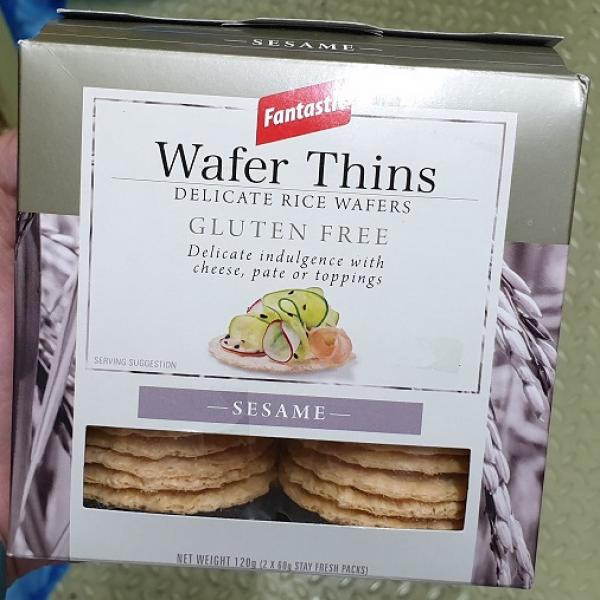 —SESAME—
Fantastic
Wafer Thins
DELICATE RICE WAFERS
GLUTEN FREE
Delicate indulgence with
cheese, pate or toppings
SERVING SUGGESTION
—SESAME—
NET WEIGHT 120g (2 X 60g STAY FRESH PACKS)